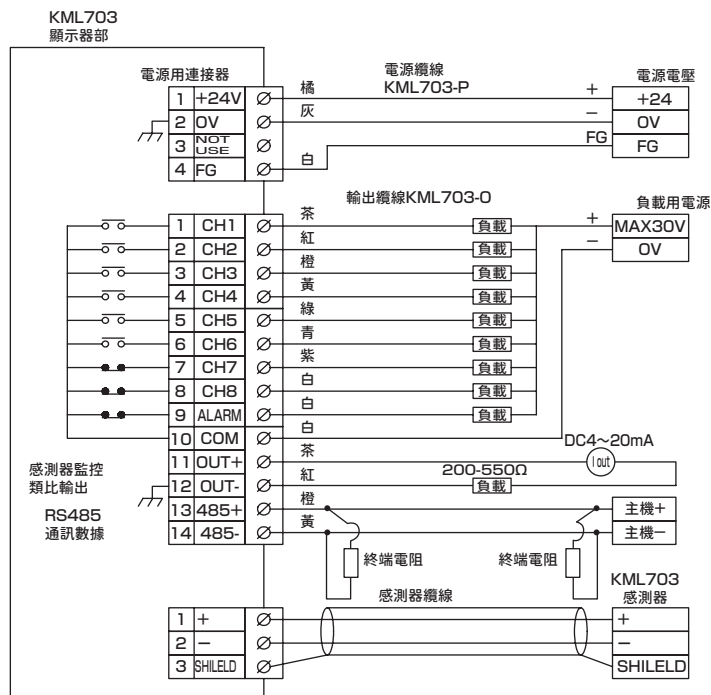 KML703
顯示器部
電源用連接器
電源纜線
KML703-P
電源電壓
1 +24V 橘 + +24
2 0V 灰 − 0V
3 NOT USE
4 FG 白 FG FG
輸出纜線KML703-O
負載用電源
1 CH1 茶 負載 + MAX30V
2 CH2 紅 負載 − 0V
3 CH3 橙 負載
4 CH4 黃 負載
5 CH5 綠 負載
6 CH6 青 負載
7 CH7 紫 負載
8 CH8 白 負載
9 ALARM 白 負載
10 COM 白
DC4～20mA
感測器監控
類比輸出
11 OUT+ 茶 I out
12 OUT- 紅 200-550Ω 負載
RS485
通訊數據
13 485+ 橙 主機+
14 485- 黃 主機−
終端電阻 終端電阻
感測器纜線
KML703
感測器
1 + +
2 − −
3 SHILELD SHILELD